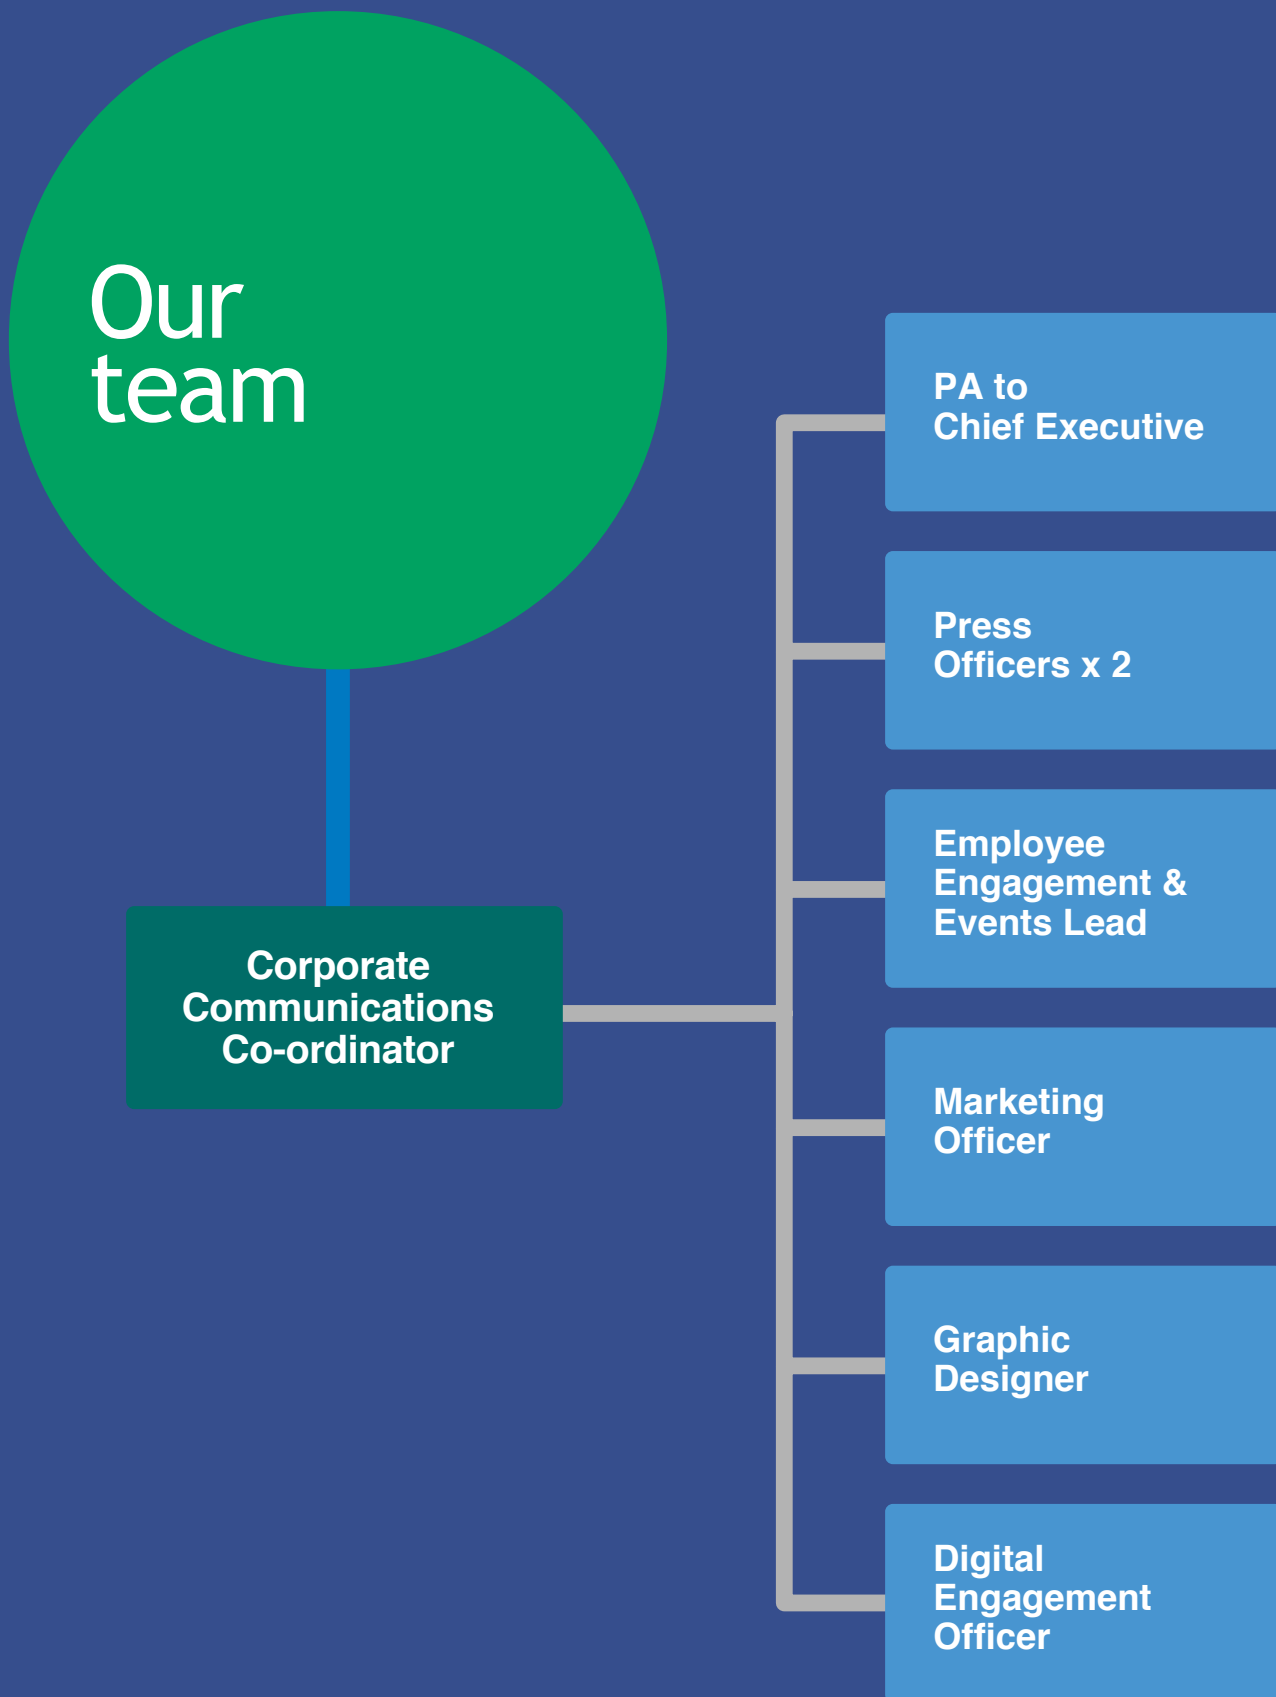 Our
team
PA to
Chief Executive
Press
Officers x 2
Employee
Engagement &
Events Lead
Corporate
Communications
Co-ordinator
Marketing
Officer
Graphic
Designer
Digital
Engagement
Officer